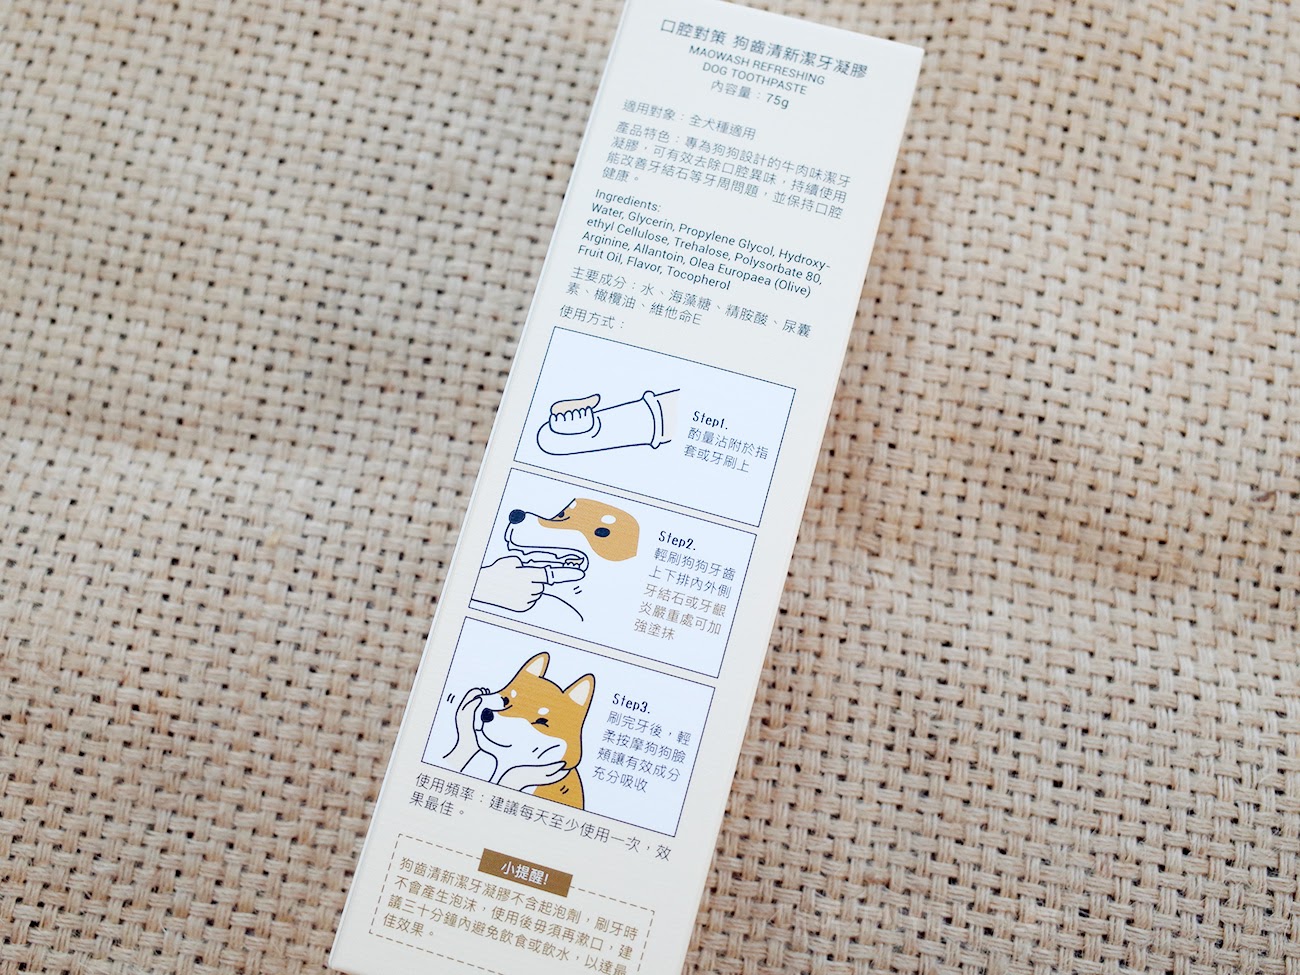 口腔對策 狗齒清新潔牙凝膠
MAOWASH REFRESHING
DOG TOOTHPASTE
內容量：75g
適用對象：全犬種適用
產品特色：專為狗狗設計的牛肉味潔牙
凝膠，可有效去除口腔異味，持續使用
能改善牙結石等牙周問題，並保持口腔
健康。
Ingredients:
Water, Glycerin, Propylene Glycol, Hydroxy-
ethyl Cellulose, Trehalose, Polysorbate 80,
Arginine, Allantoin, Olea Europaea (Olive)
Fruit Oil, Flavor, Tocopherol
主要成分：水、海藻糖、精胺酸、尿囊
素、橄欖油、維他命E
使用方式：
Step1.
酌量沾附於指
套或牙刷上
Step2.
輕刷狗狗牙齒
上下排內外側
牙結石或牙齦
炎嚴重處可加
強塗抹
Step3.
刷完牙後，輕
柔按摩狗狗臉
頰讓有效成分
充分吸收
使用頻率：建議每天至少使用一次，效
果最佳。
小提醒!
狗齒清新潔牙凝膠不含起泡劑，刷牙時
不會產生泡沫，使用後毋須再漱口，建
議三十分鐘內避免飲食或飲水，以達最
佳效果。